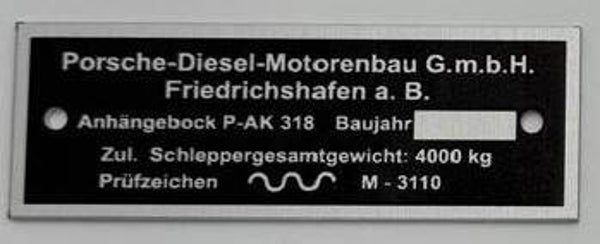 Porsche-Diesel-Motorenbau G.m.b.H.
Friedrichshafen a. B.
Anhängebock P-AK 318 Baujahr
Zul. Schleppergesamtgewicht: 4000 kg
Prüfzeichen M - 3110